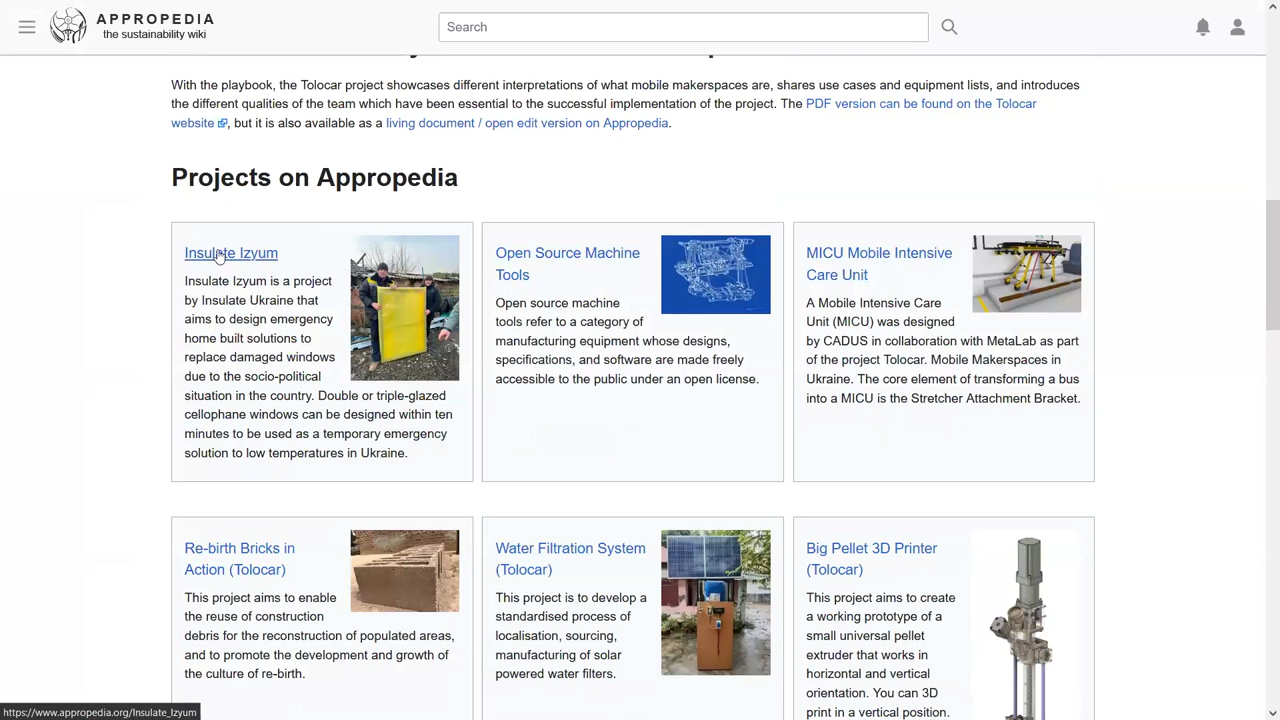 APPROPEDIA
the sustainability wiki
Search
With the playbook, the Tolocar project showcases different interpretations of what mobile makerspaces are, shares use cases and equipment lists, and introduces
the different qualities of the team which have been essential to the successful implementation of the project. The PDF version can be found on the Tolocar
website, but it is also available as a living document / open edit version on Appropedia.
Projects on Appropedia
Insulate Izyum
Insulate Izyum is a project
by Insulate Ukraine that
aims to design emergency
home built solutions to
replace damaged windows
due to the socio-political
situation in the country. Double or triple-glazed
cellophane windows can be designed within ten
minutes to be used as a temporary emergency
solution to low temperatures in Ukraine.
Open Source Machine
Tools
Open source machine
tools refer to a category of
manufacturing equipment whose designs,
specifications, and software are made freely
accessible to the public under an open license.
MICU Mobile Intensive
Care Unit
A Mobile Intensive Care
Unit (MICU) was designed
by CADUS in collaboration with MetaLab as part
of the project Tolocar. Mobile Makerspaces in
Ukraine. The core element of transforming a bus
into a MICU is the Stretcher Attachment Bracket.
Re-birth Bricks in
Action (Tolocar)
This project aims to enable
the reuse of construction
debris for the reconstruction of populated areas,
and to promote the development and growth of
the culture of re-birth.
Water Filtration System
(Tolocar)
This project is to develop a
standardised process of
localisation, sourcing,
manufacturing of solar
powered water filters.
Big Pellet 3D Printer
(Tolocar)
This project aims to create
a working prototype of a
small universal pellet
extruder that works in
horizontal and vertical
orientation. You can 3D
print in a vertical position.
https://www.appropedia.org/Insulate_Izyum